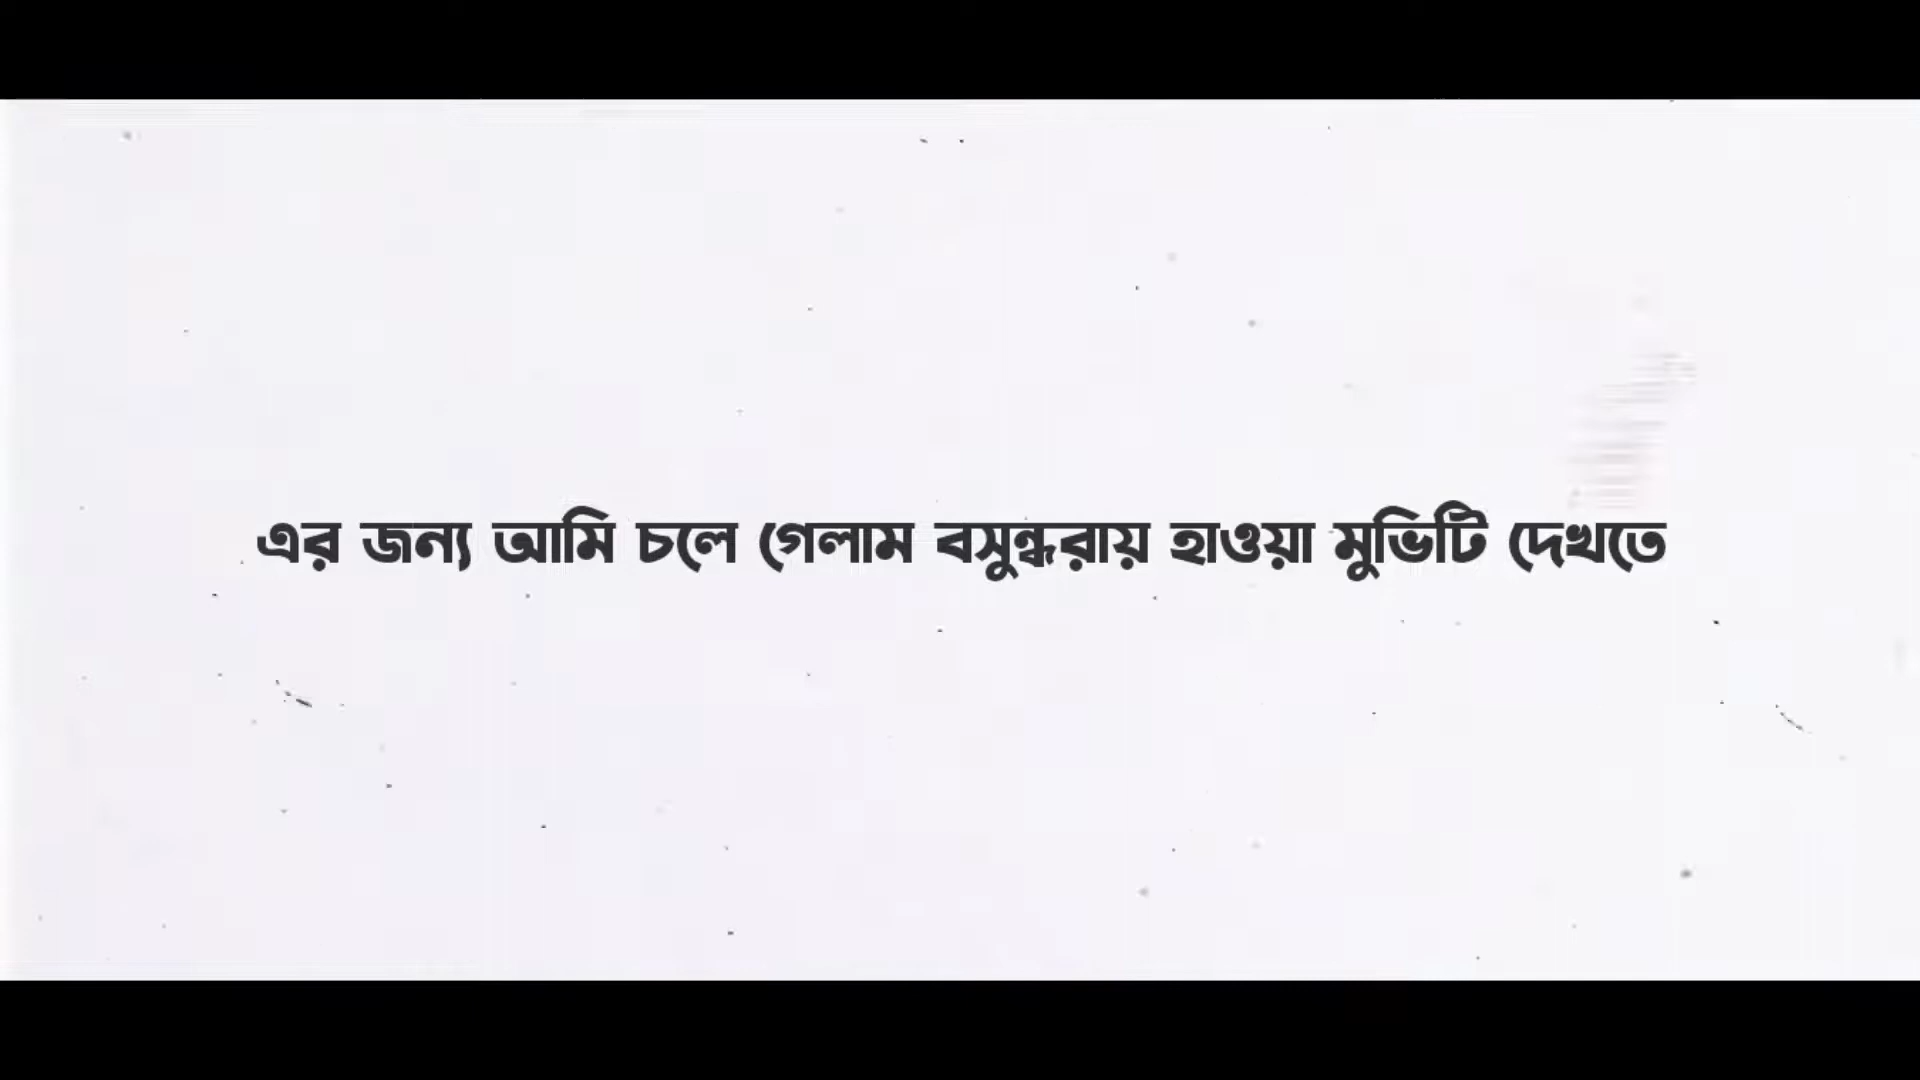 এর জন্য আমি চলে গেলাম বসুন্ধরায় হাওয়া মুভিটি দেখতে